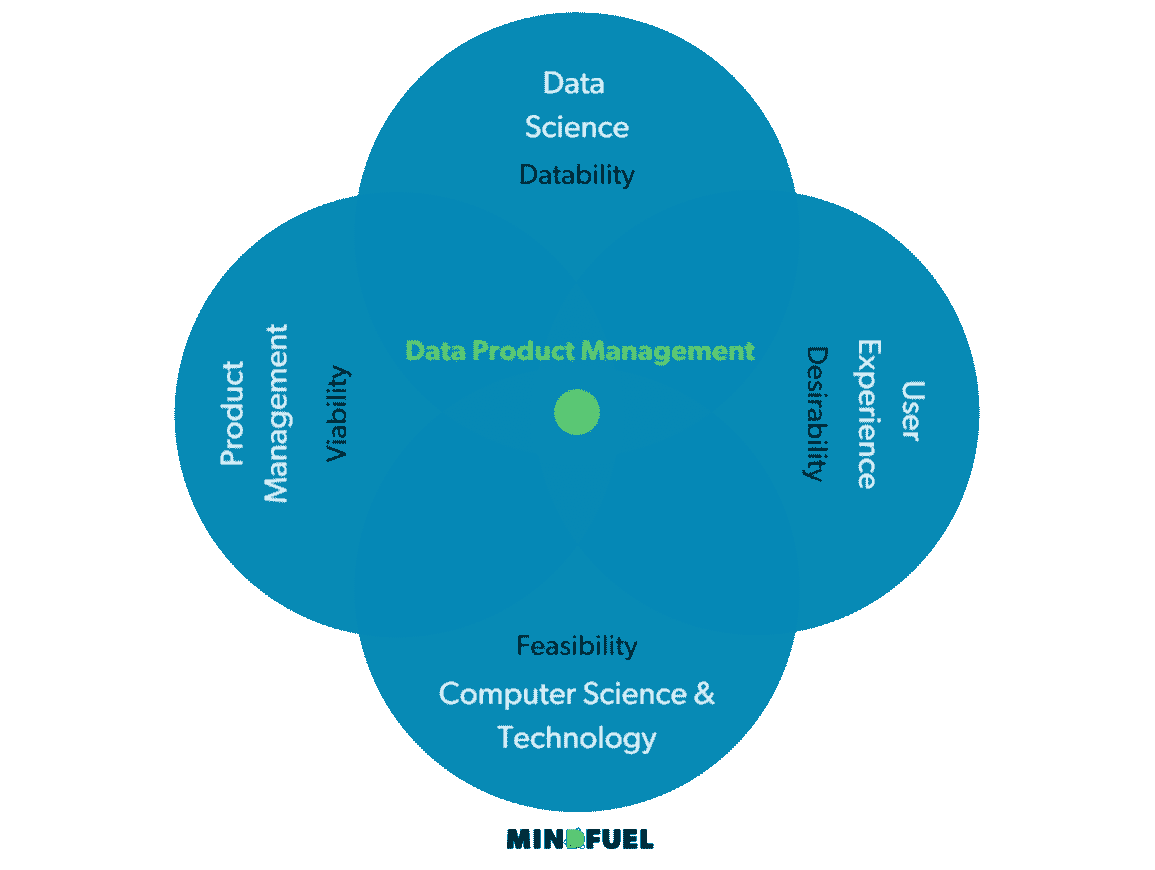 Data
Science
Datability
Product
Management
Viability
Data Product Management
Desirability
User
Experience
Feasibility
Computer Science &
Technology
MINDFUEL